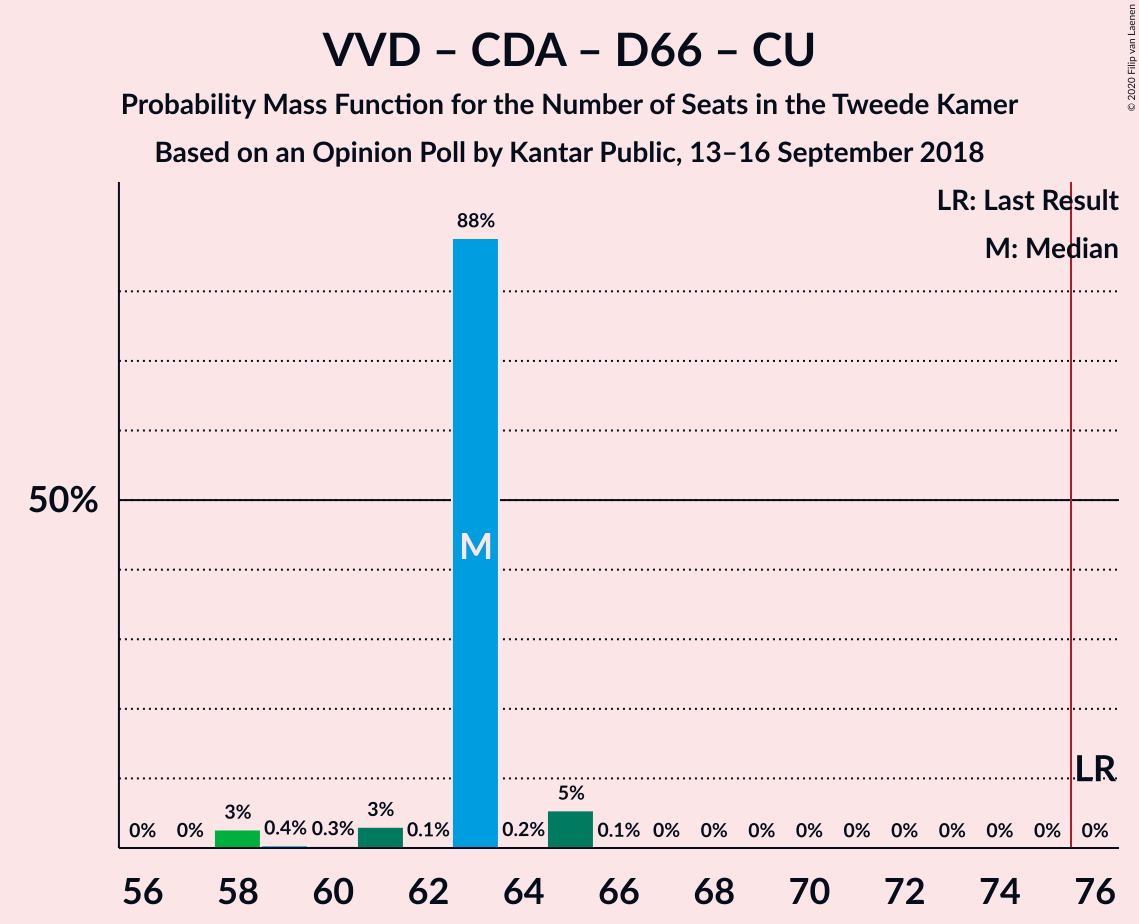 VVD – CDA – D66 – CU
Probability Mass Function for the Number of Seats in the Tweede Kamer
Based on an Opinion Poll by Kantar Public, 13–16 September 2018
© 2020 Filip van Laenen
LR: Last Result
M: Median
88%
50%
M
LR
5%
3% 3%
0% 0% 0.4% 0.3% 0.1% 0.2% 0.1% 0% 0% 0% 0% 0% 0% 0% 0% 0% 0%
56 58 60 62 64 66 68 70 72 74 76